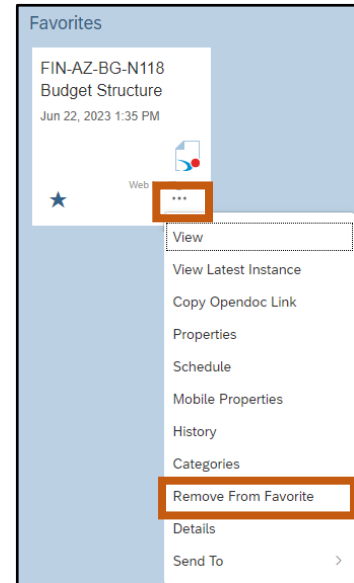 Favorites
FIN-AZ-BG-N118
Budget Structure
Jun 22, 2023 1:35 PM
Web
...
View
View Latest Instance
Copy Opendoc Link
Properties
Schedule
Mobile Properties
History
Categories
Remove From Favorite
Details
Send To >